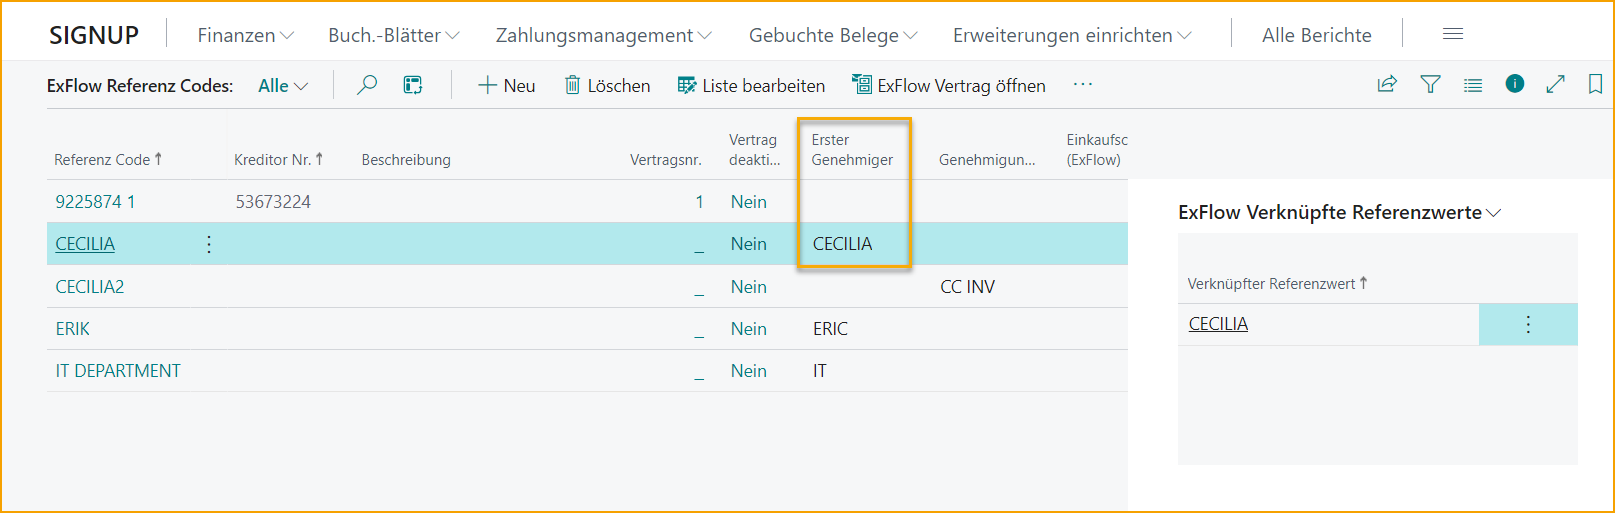 SIGNUP Finanzen Buch.-Blätter Zahlungsmanagement Gebuchte Belege Erweiterungen einrichten Alle Berichte
ExFlow Referenz Codes: Alle Neu Löschen Liste bearbeiten ExFlow Vertrag öffnen ...
Referenz Code Kreditor Nr. Beschreibung Vertragsnr. Vertrag deakti... Erster Genehmiger Genehmigun... Einkaufsc (ExFlow)
9225874 1 53673224 1 Nein
CECILIA _ Nein CECILIA
CECILIA2 _ Nein CC INV
ERIK _ Nein ERIC
IT DEPARTMENT _ Nein IT
ExFlow Verknüpfte Referenzwerte
Verknüpfter Referenzwert
CECILIA